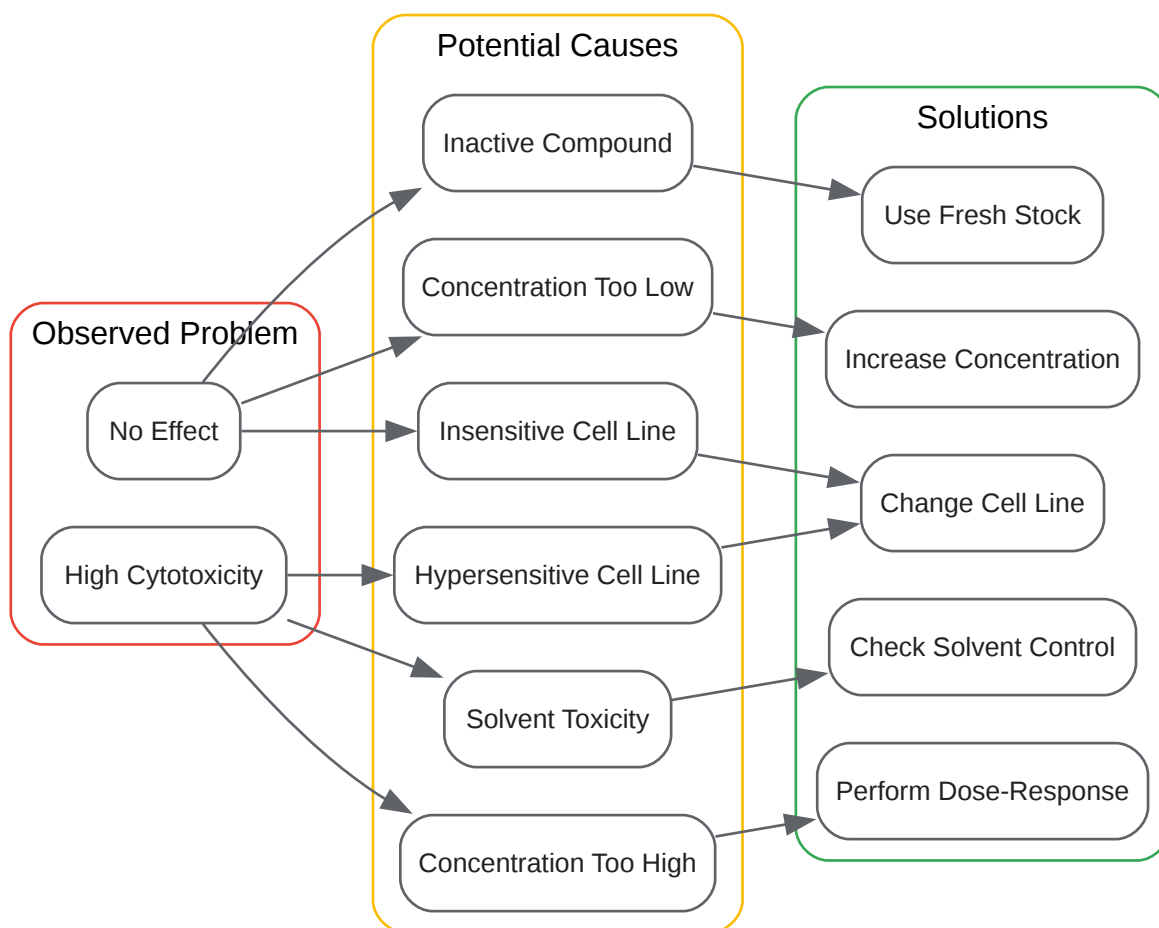 Observed Problem
No Effect
High Cytotoxicity
Potential Causes
Inactive Compound
Concentration Too Low
Insensitive Cell Line
Hypersensitive Cell Line
Solvent Toxicity
Concentration Too High
Solutions
Use Fresh Stock
Increase Concentration
Change Cell Line
Check Solvent Control
Perform Dose-Response